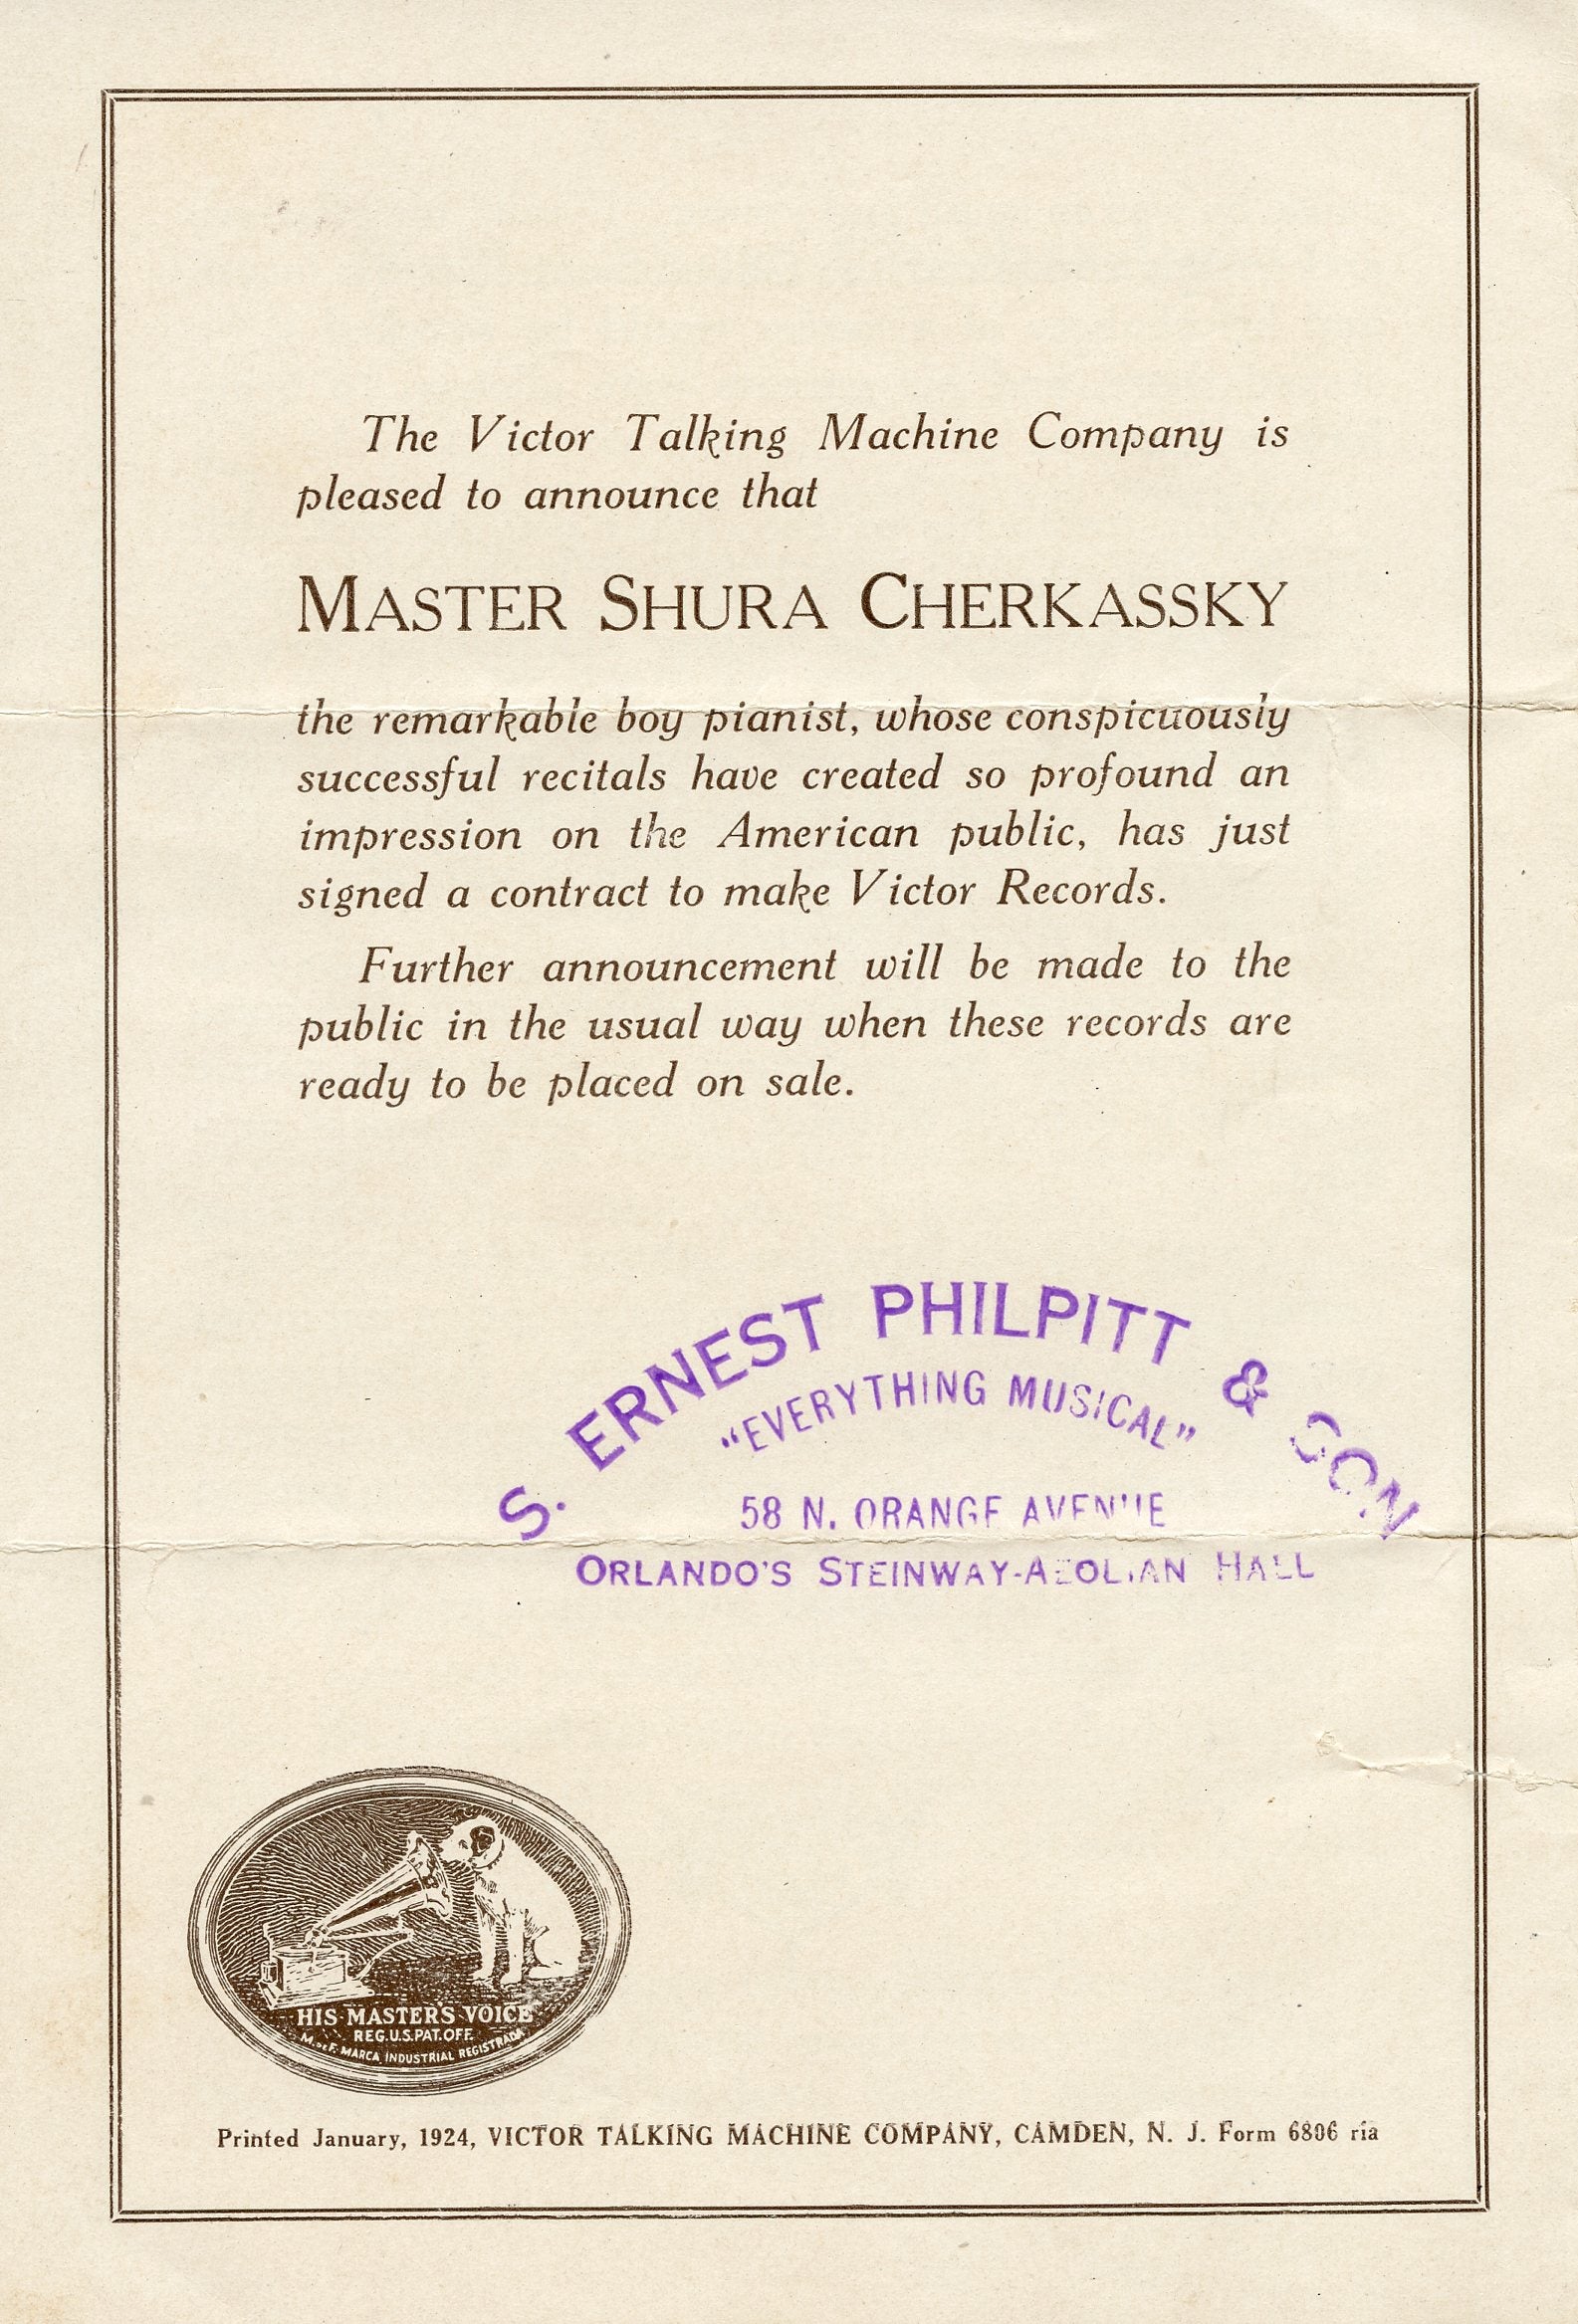 The Victor Talking Machine Company is
pleased to announce that
MASTER SHURA CHERKASSKY
the remarkable boy pianist, whose conspicuously
successful recitals have created so profound an
impression on the American public, has just
signed a contract to make Victor Records.
Further announcement will be made to the
public in the usual way when these records are
ready to be placed on sale.
S. ERNEST PHILPITT & SON
"EVERYTHING MUSICAL"
58 N. ORANGE AVENUE
ORLANDO'S STEINWAY-AEOLIAN HALL
HIS MASTER'S VOICE
REG.U.S.PAT.OFF.
M. DE F. MARCA INDUSTRIAL REGISTRADA
Printed January, 1924, VICTOR TALKING MACHINE COMPANY, CAMDEN, N. J. Form 6806 ria